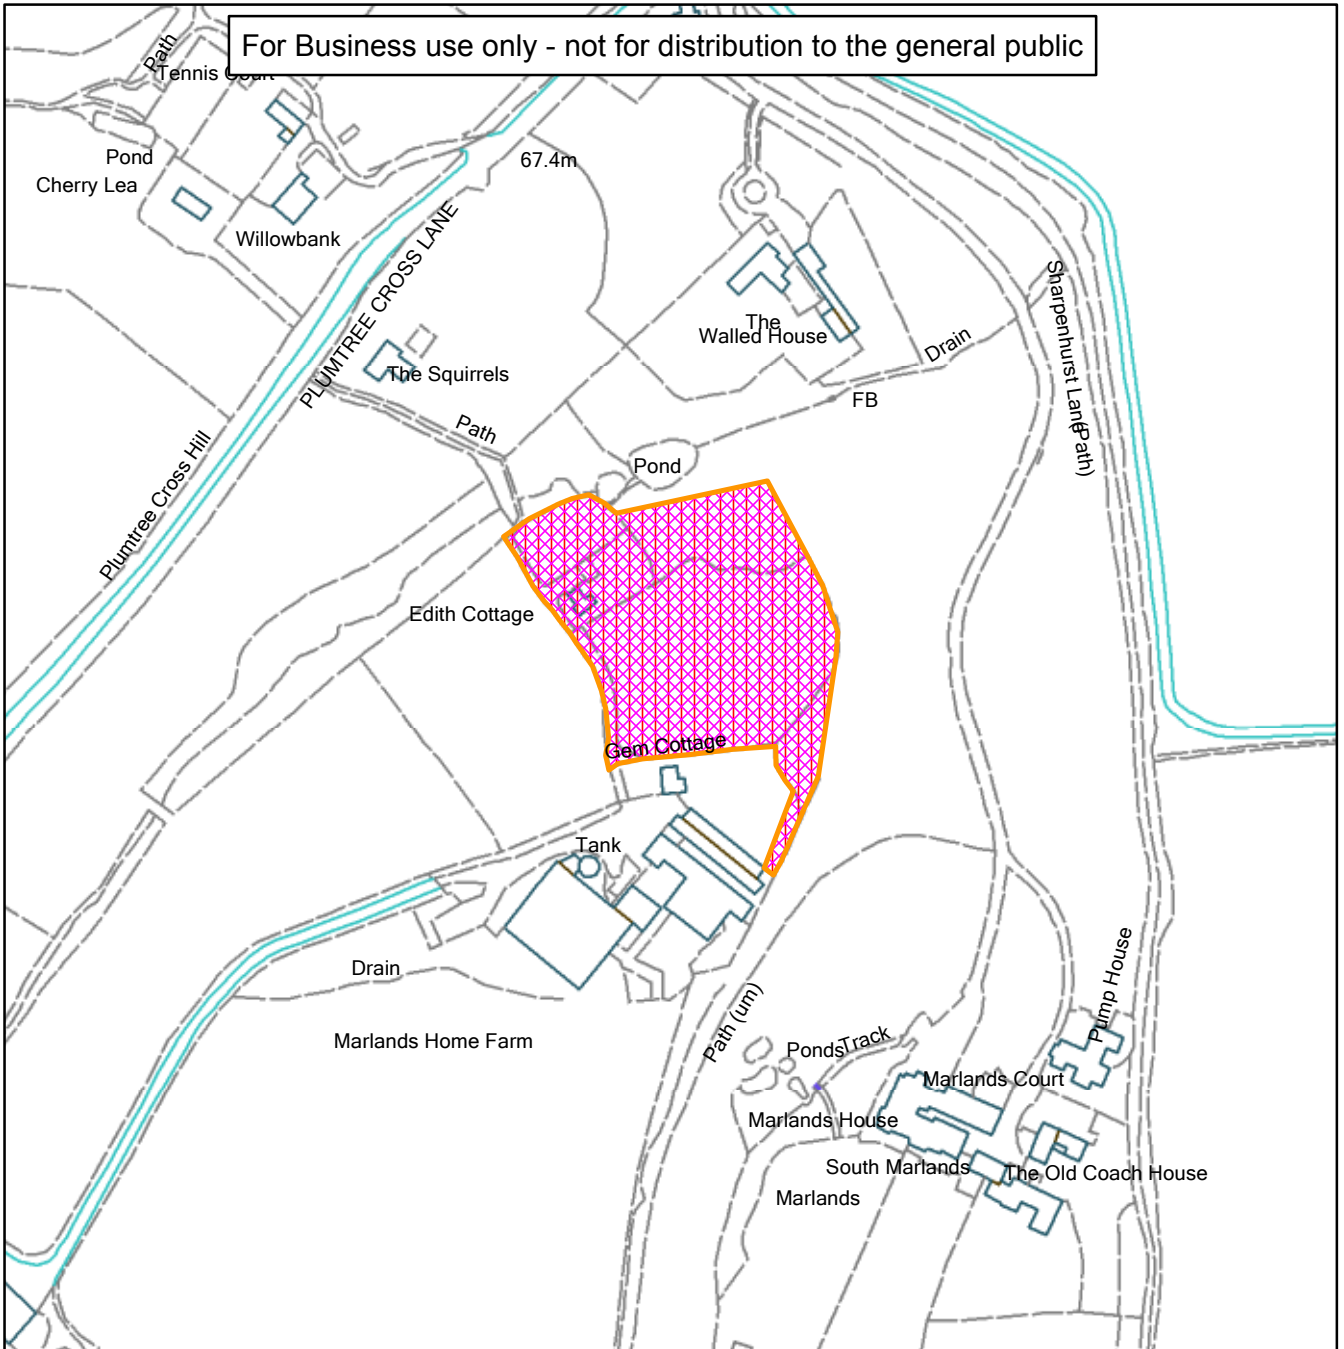 For Business use only - not for distribution to the general public
Path
Tennis Court
Pond
Cherry Lea
Willowbank
67.4m
PLUMTREE CROSS LANE
The
Walled House
Drain
FB
Sharpenhurst Lane
(Path)
The Squirrels
Path
Plumtree Cross Hill
Pond
Edith Cottage
Gem Cottage
Tank
Drain
Marlands Home Farm
Path (um)
Ponds
Track
Pump House
Marlands Court
Marlands House
South Marlands
The Old Coach House
Marlands